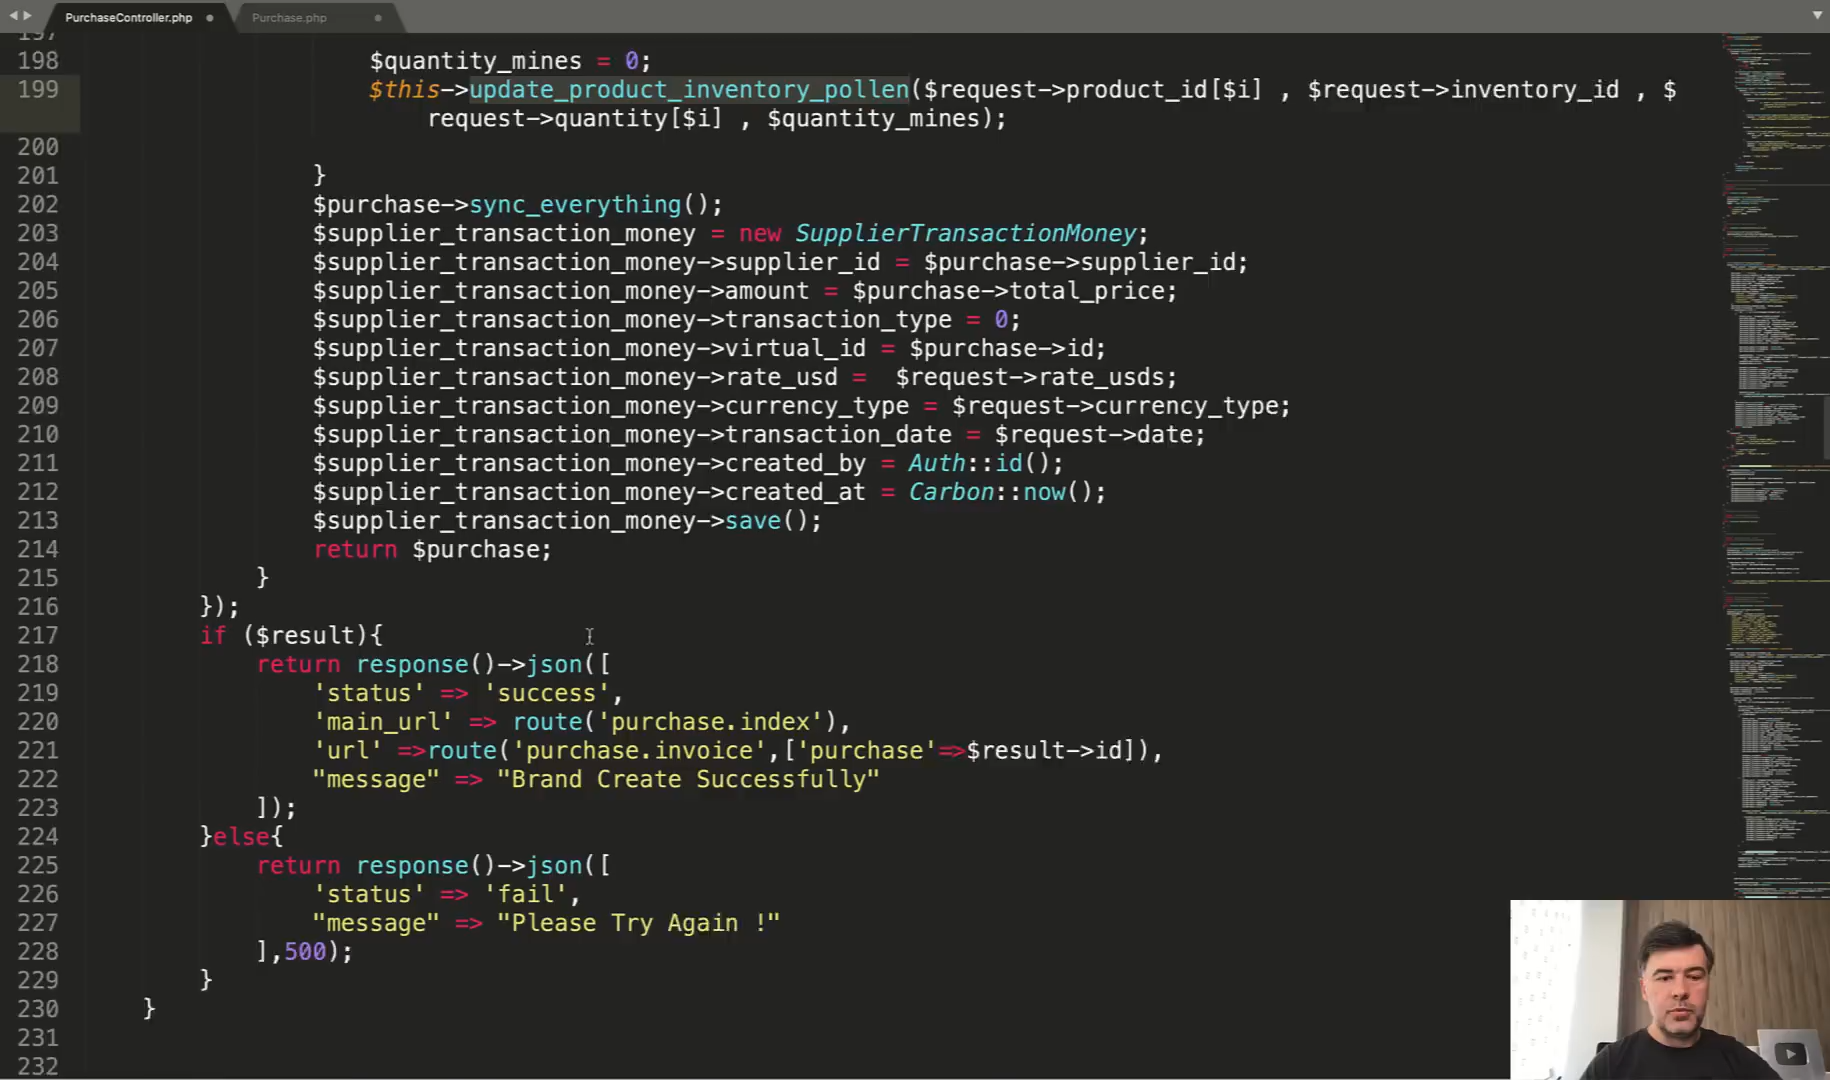 PurchaseController.php
Purchase.php
197
198 $quantity_mines = 0;
199 $this->update_product_inventory_pollen($request->product_id[$i] , $request->inventory_id , $
request->quantity[$i] , $quantity_mines);
200
201 }
202 $purchase->sync_everything();
203 $supplier_transaction_money = new SupplierTransactionMoney;
204 $supplier_transaction_money->supplier_id = $purchase->supplier_id;
205 $supplier_transaction_money->amount = $purchase->total_price;
206 $supplier_transaction_money->transaction_type = 0;
207 $supplier_transaction_money->virtual_id = $purchase->id;
208 $supplier_transaction_money->rate_usd =  $request->rate_usds;
209 $supplier_transaction_money->currency_type = $request->currency_type;
210 $supplier_transaction_money->transaction_date = $request->date;
211 $supplier_transaction_money->created_by = Auth::id();
212 $supplier_transaction_money->created_at = Carbon::now();
213 $supplier_transaction_money->save();
214 return $purchase;
215 }
216 });
217 if ($result){
218 return response()->json([
219 'status' => 'success',
220 'main_url' => route('purchase.index'),
221 'url' =>route('purchase.invoice',['purchase'=>$result->id]),
222 "message" => "Brand Create Successfully"
223 ]);
224 }else{
225 return response()->json([
226 'status' => 'fail',
227 "message" => "Please Try Again !"
228 ],500);
229 }
230 }
231
232